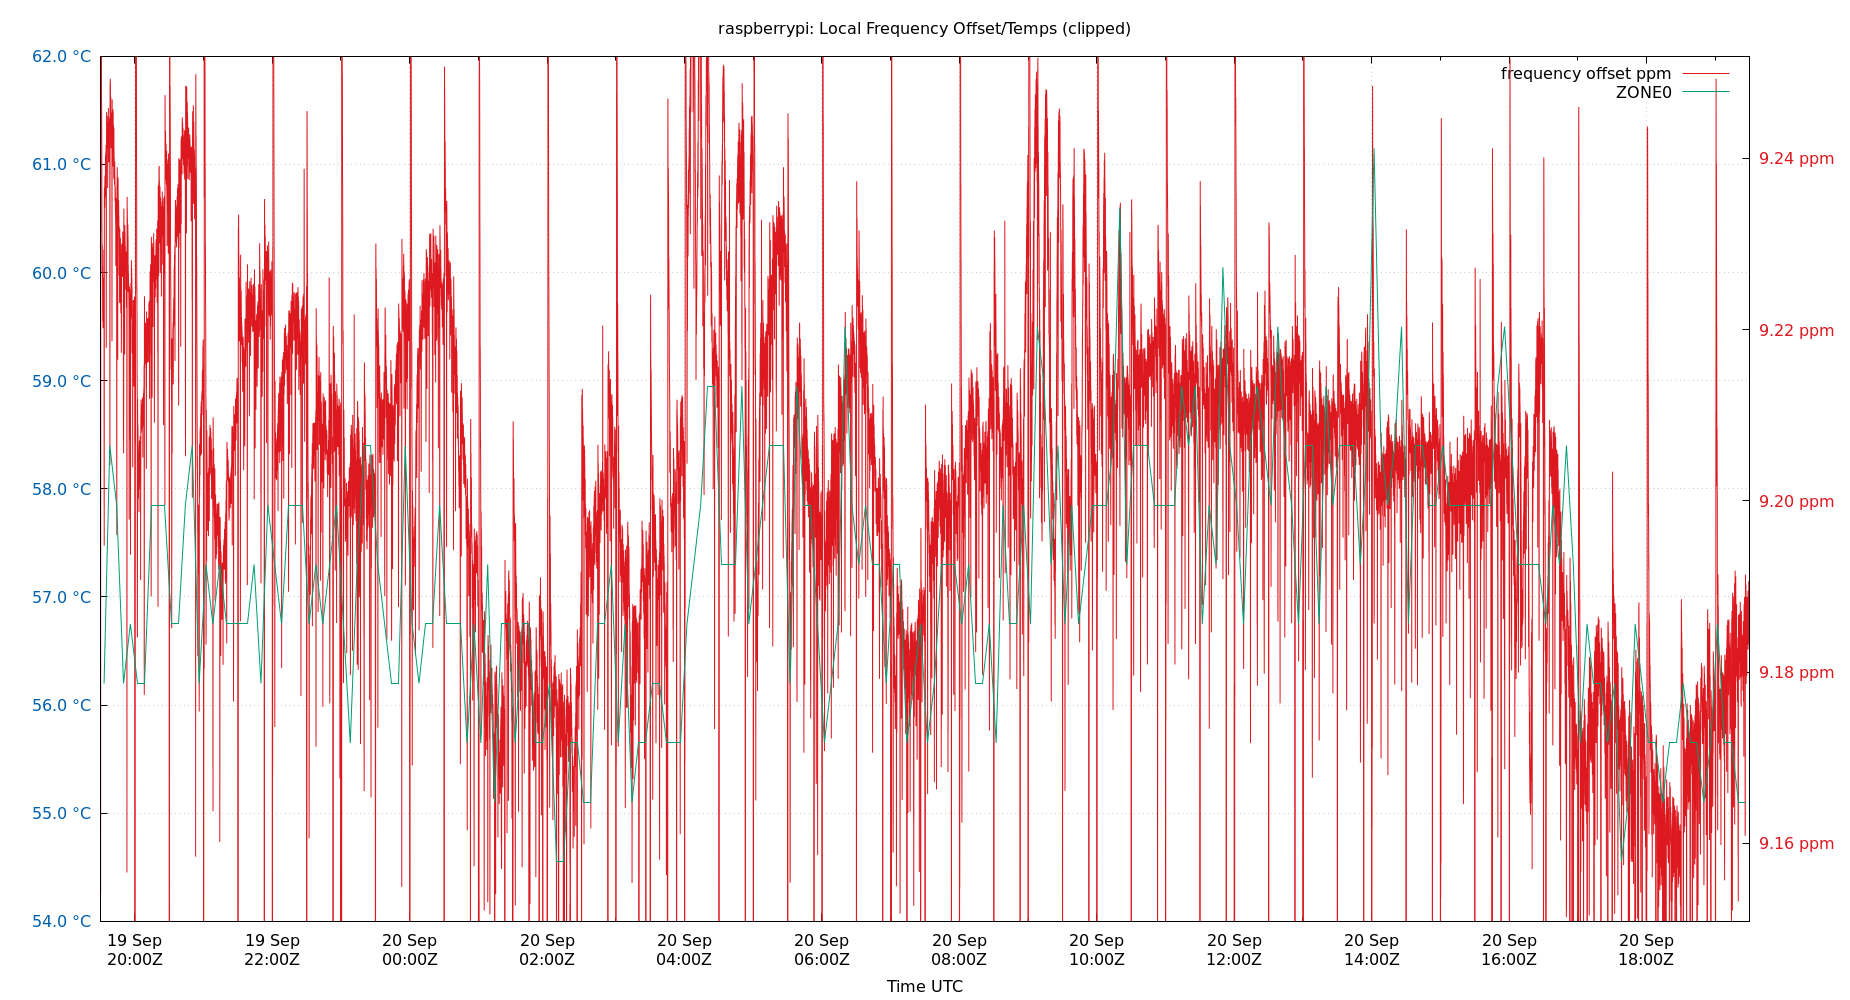 raspberrypi: Local Frequency Offset/Temps (clipped)
62.0 °C
61.0 °C
60.0 °C
59.0 °C
58.0 °C
57.0 °C
56.0 °C
55.0 °C
54.0 °C
frequency offset ppm
ZONE0
9.24 ppm
9.22 ppm
9.20 ppm
9.18 ppm
9.16 ppm
19 Sep 19 Sep 20 Sep 20 Sep 20 Sep 20 Sep 20 Sep 20 Sep 20 Sep 20 Sep 20 Sep 20 Sep
20:00Z 22:00Z 00:00Z 02:00Z 04:00Z 06:00Z 08:00Z 10:00Z 12:00Z 14:00Z 16:00Z 18:00Z
Time UTC